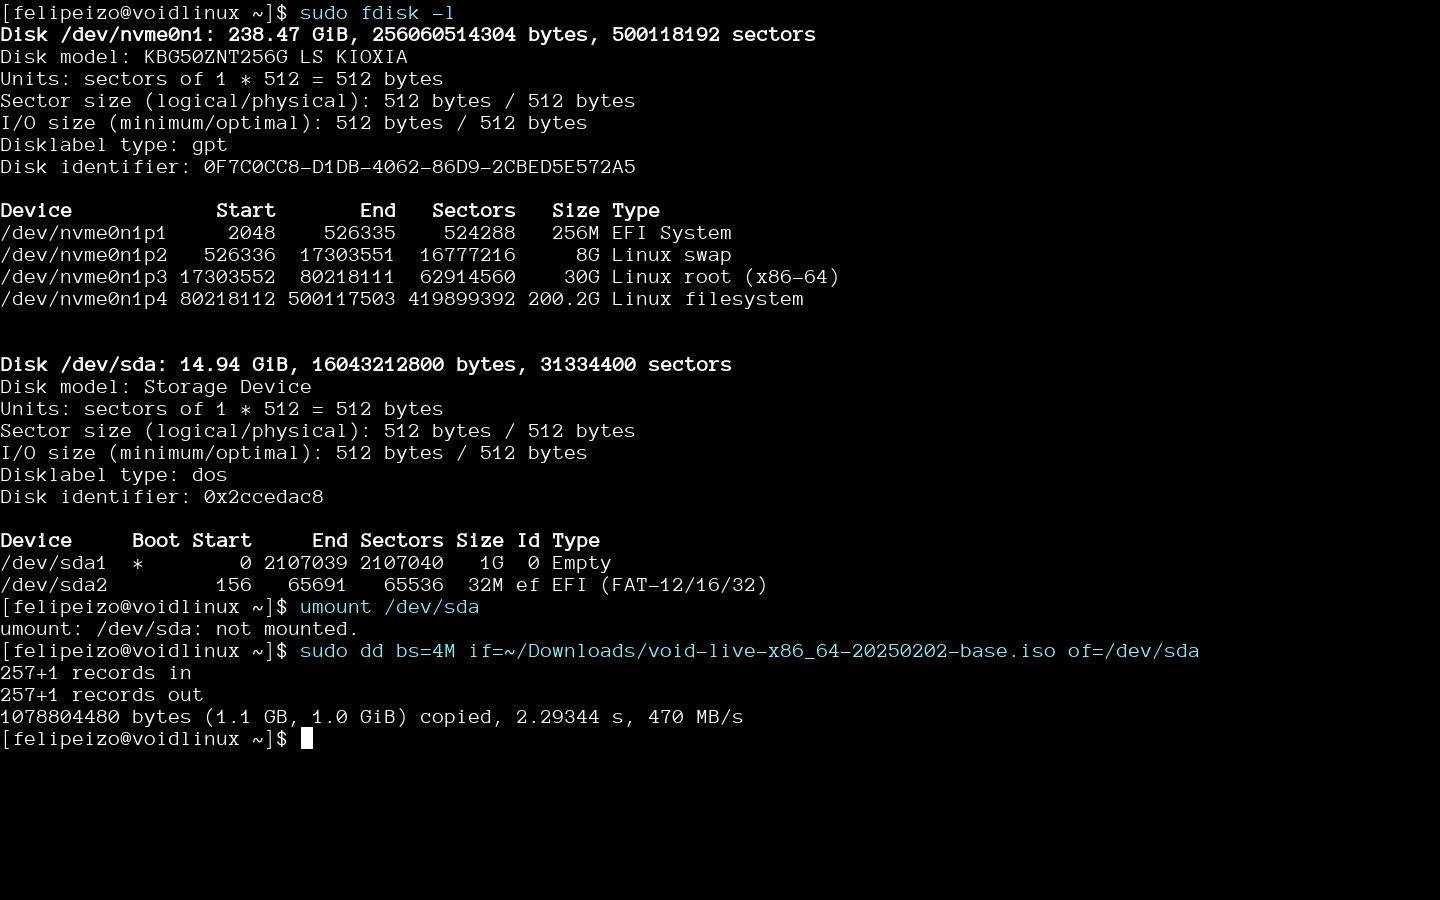 [felipeizo@voidlinux ~]$ sudo fdisk -l
Disk /dev/nvme0n1: 238.47 GiB, 256060514304 bytes, 500118192 sectors
Disk model: KBG50ZNT256G LS KIOXIA
Units: sectors of 1 * 512 = 512 bytes
Sector size (logical/physical): 512 bytes / 512 bytes
I/O size (minimum/optimal): 512 bytes / 512 bytes
Disklabel type: gpt
Disk identifier: 0F7C0CC8-D1DB-4062-86D9-2CBED5E572A5
Device            Start       End   Sectors   Size Type
/dev/nvme0n1p1     2048    526335    524288   256M EFI System
/dev/nvme0n1p2   526336  17303551  16777216     8G Linux swap
/dev/nvme0n1p3 17303552  80218111  62914560    30G Linux root (x86-64)
/dev/nvme0n1p4 80218112 500117503 419899392 200.2G Linux filesystem
Disk /dev/sda: 14.94 GiB, 16043212800 bytes, 31334400 sectors
Disk model: Storage Device
Units: sectors of 1 * 512 = 512 bytes
Sector size (logical/physical): 512 bytes / 512 bytes
I/O size (minimum/optimal): 512 bytes / 512 bytes
Disklabel type: dos
Disk identifier: 0x2ccedac8
Device     Boot Start     End Sectors Size Id Type
/dev/sda1  *        0 2107039 2107040   1G  0 Empty
/dev/sda2         156   65691   65536  32M ef EFI (FAT-12/16/32)
[felipeizo@voidlinux ~]$ umount /dev/sda
umount: /dev/sda: not mounted.
[felipeizo@voidlinux ~]$ sudo dd bs=4M if=~/Downloads/void-live-x86_64-20250202-base.iso of=/dev/sda
257+1 records in
257+1 records out
1078804480 bytes (1.1 GB, 1.0 GiB) copied, 2.29344 s, 470 MB/s
[felipeizo@voidlinux ~]$